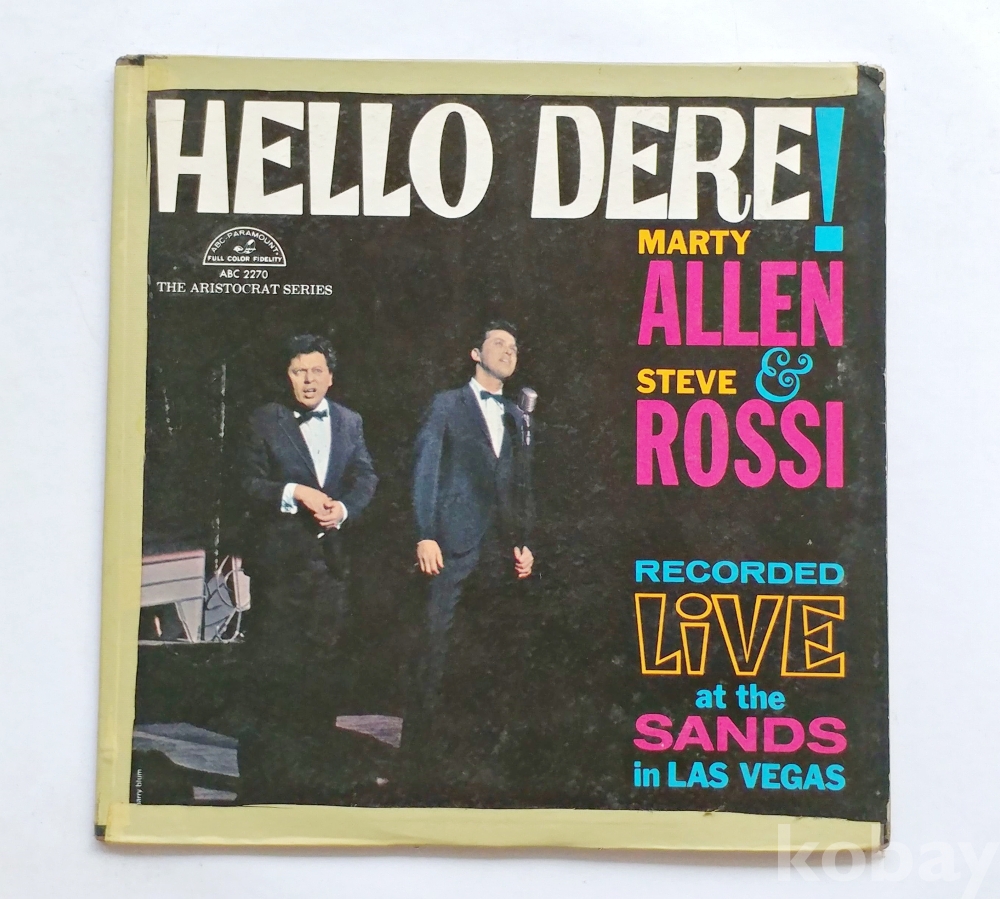 HELLO DERE!
MARTY
ALLEN
&
STEVE
ROSSI
ABC-PARAMOUNT
FULL COLOR FIDELITY
ABC 2270
THE ARISTOCRAT SERIES
RECORDED
LiVE
at the
SANDS
in LAS VEGAS
blum
kobay